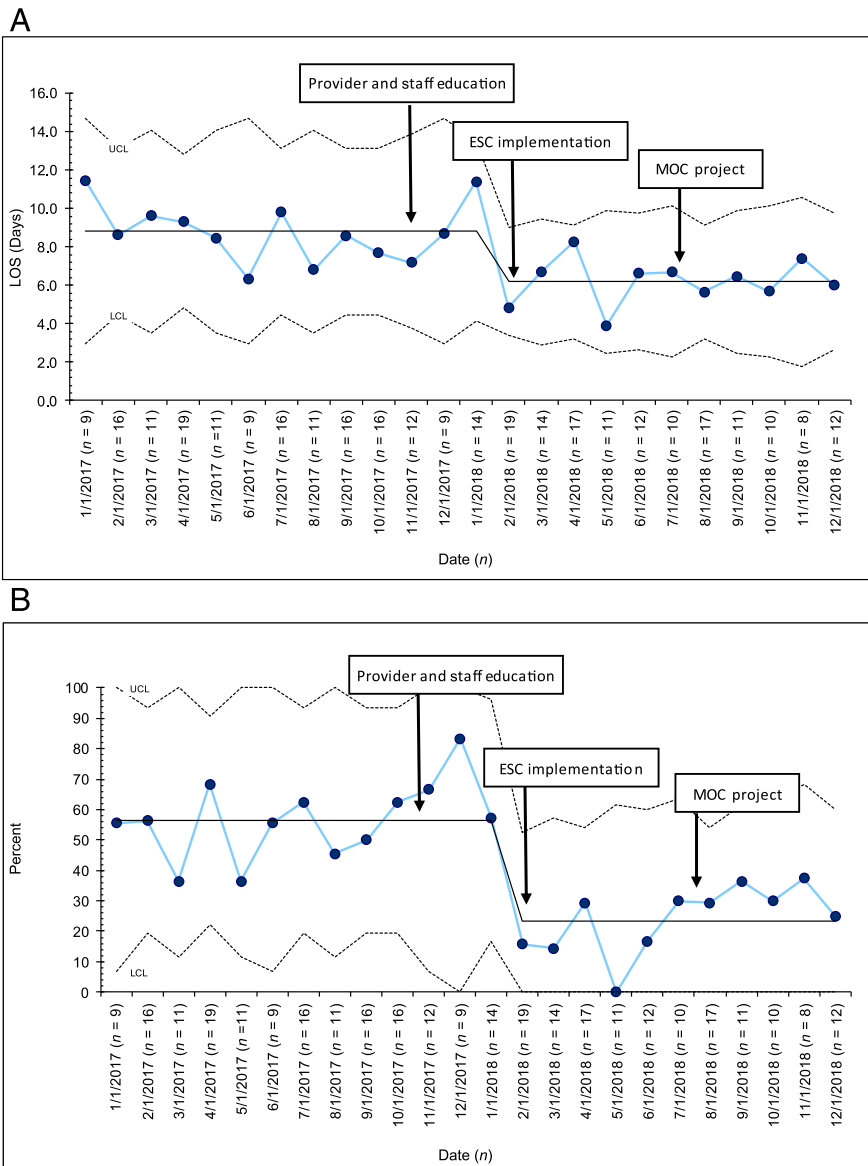 A
Provider and staff education
ESC implementation
MOC project
UCL
LCL
LOS (Days)
16.0
14.0
12.0
10.0
8.0
6.0
4.0
2.0
0.0
1/1/2017 (n = 9)
2/1/2017 (n = 16)
3/1/2017 (n = 11)
4/1/2017 (n = 19)
5/1/2017 (n =11)
6/1/2017 (n = 9)
7/1/2017 (n = 16)
8/1/2017 (n = 11)
9/1/2017 (n = 16)
10/1/2017 (n = 16)
11/1/2017 (n = 12)
12/1/2017 (n = 9)
1/1/2018 (n = 14)
2/1/2018 (n = 19)
3/1/2018 (n = 14)
4/1/2018 (n = 17)
5/1/2018 (n = 11)
6/1/2018 (n = 12)
7/1/2018 (n = 10)
8/1/2018 (n = 17)
9/1/2018 (n = 11)
10/1/2018 (n = 10)
11/1/2018 (n = 8)
12/1/2018 (n = 12)
Date (n)
B
Provider and staff education
ESC implementation
MOC project
UCL
LCL
Percent
100
90
80
70
60
50
40
30
20
10
0
1/1/2017 (n = 9)
2/1/2017 (n = 16)
3/1/2017 (n = 11)
4/1/2017 (n = 19)
5/1/2017 (n =11)
6/1/2017 (n = 9)
7/1/2017 (n = 16)
8/1/2017 (n = 11)
9/1/2017 (n = 16)
10/1/2017 (n = 16)
11/1/2017 (n = 12)
12/1/2017 (n = 9)
1/1/2018 (n = 14)
2/1/2018 (n = 19)
3/1/2018 (n = 14)
4/1/2018 (n = 17)
5/1/2018 (n = 11)
6/1/2018 (n = 12)
7/1/2018 (n = 10)
8/1/2018 (n = 17)
9/1/2018 (n = 11)
10/1/2018 (n = 10)
11/1/2018 (n = 8)
12/1/2018 (n = 12)
Date (n)